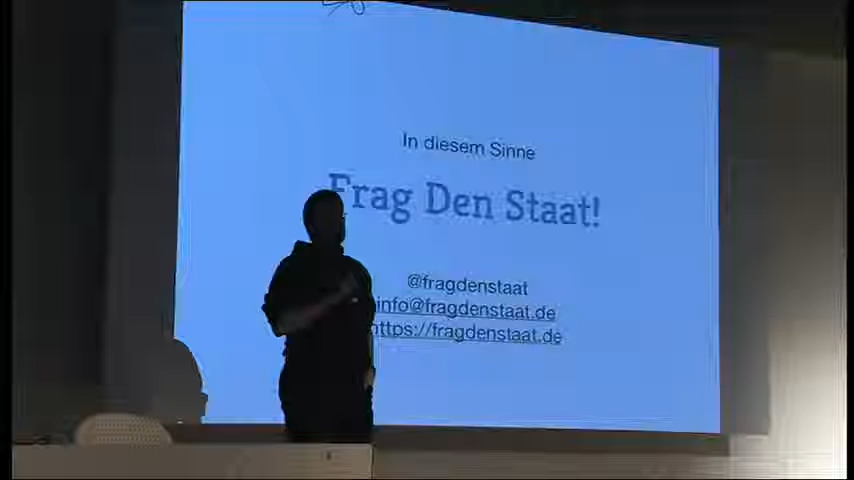 In diesem Sinne
Frag Den Staat!
@fragdenstaat
info@fragdenstaat.de
https://fragdenstaat.de